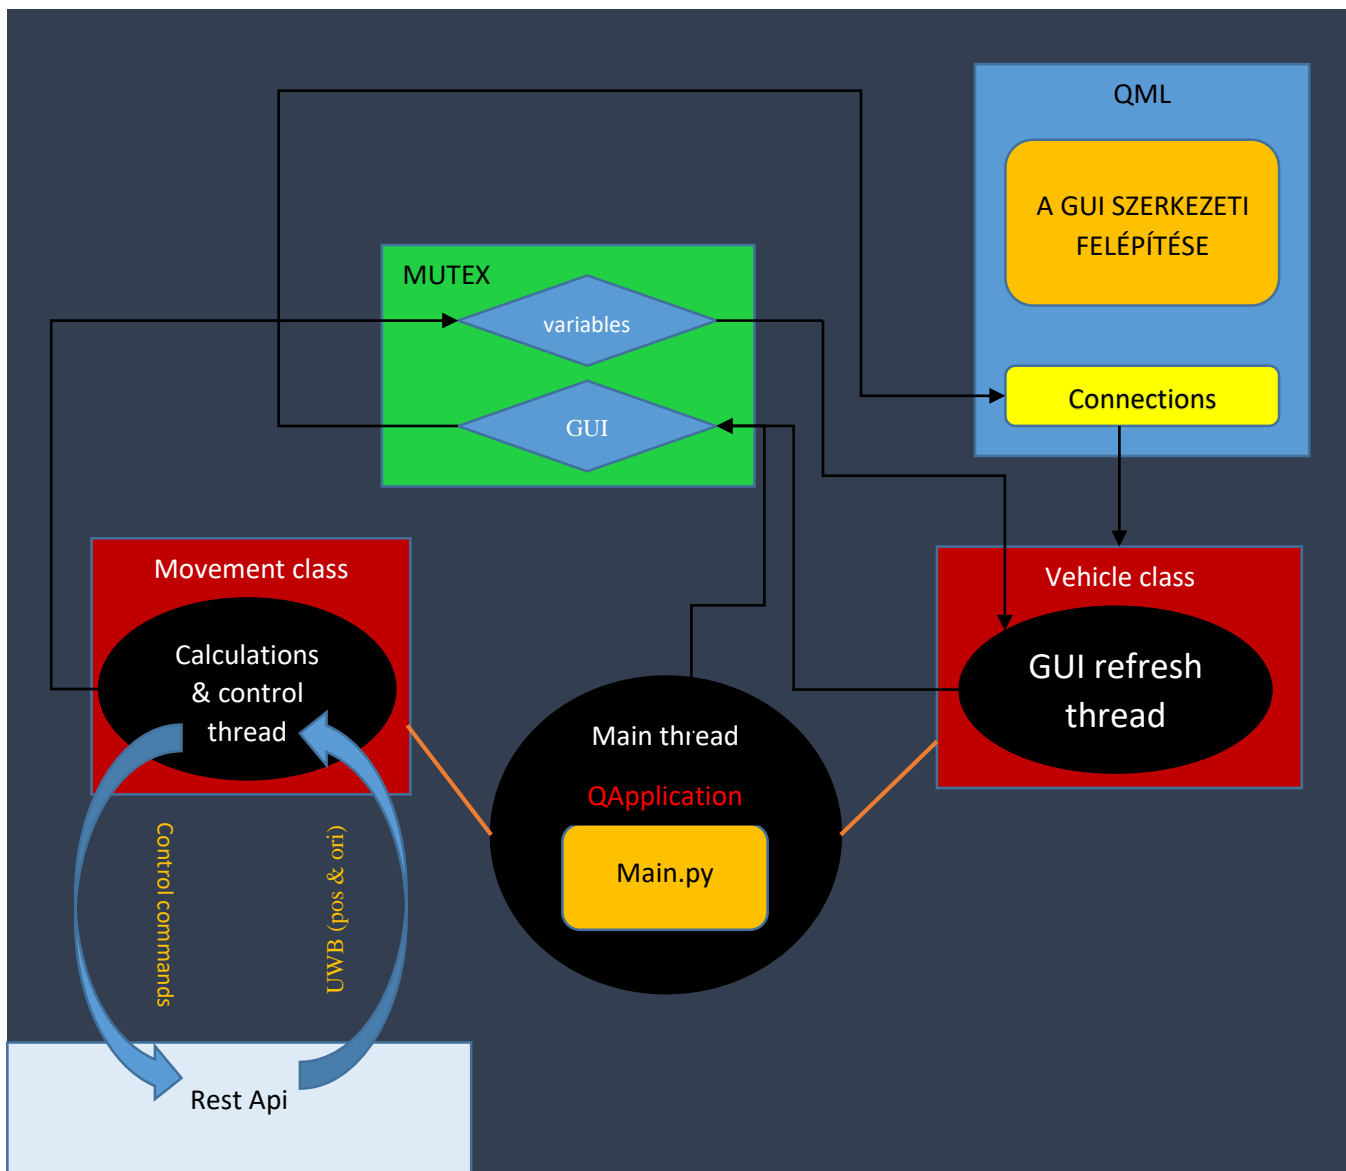 QML
A GUI SZERKEZETI
FELÉPÍTÉSE
MUTEX
variables
Connections
GUI
Movement class
Vehicle class
Calculations
& control
thread
GUI refresh
thread
Main thread
QApplication
Main.py
Control commands
UWB (pos & ori)
Rest Api